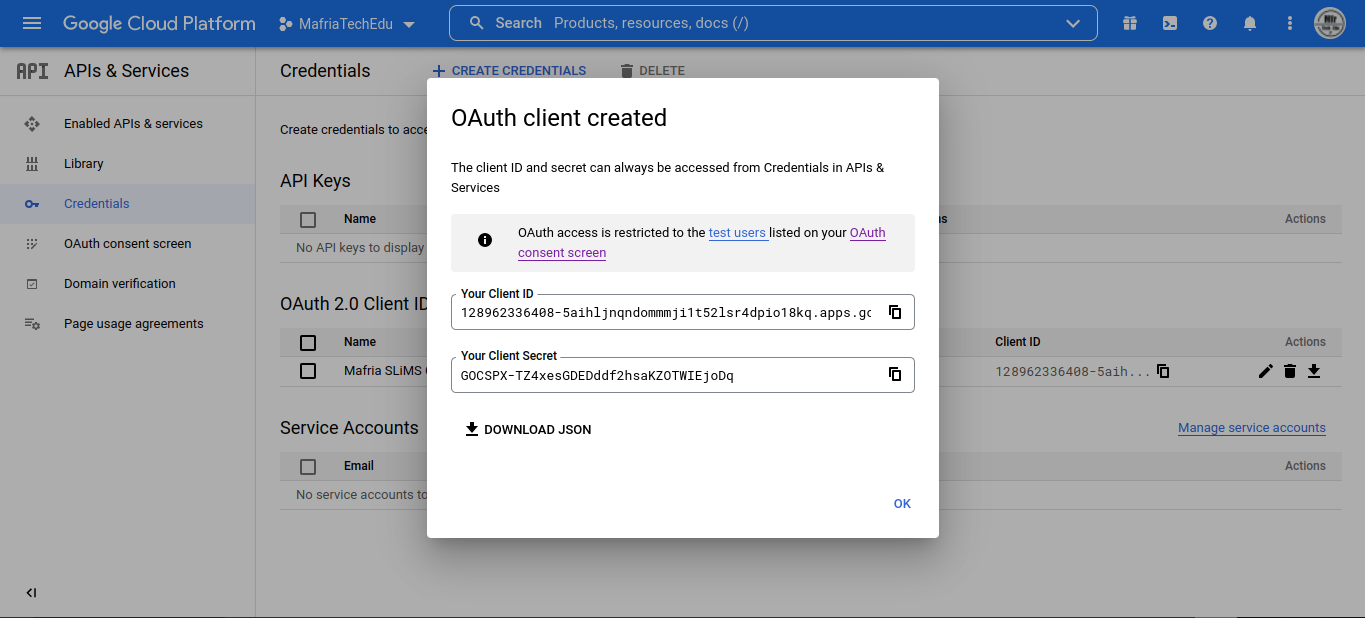 Google Cloud Platform
MafriaTechEdu
Search Products, resources, docs (/)
API APIs & Services
Credentials
CREATE CREDENTIALS
DELETE
Enabled APIs & services
Library
Credentials
OAuth consent screen
Domain verification
Page usage agreements
Create credentials to acce
API Keys
Name
ns
Actions
No API keys to display
OAuth 2.0 Client ID
Name
Client ID
Actions
Mafria SLiMS
128962336408-5aih...
Service Accounts
Manage service accounts
Email
Actions
No service accounts to
OAuth client created
The client ID and secret can always be accessed from Credentials in APIs &
Services
OAuth access is restricted to the test users listed on your OAuth
consent screen
Your Client ID
128962336408-5aihljnqndommmji1t52lsr4dpio18kq.apps.gc
Your Client Secret
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
DOWNLOAD JSON
OK